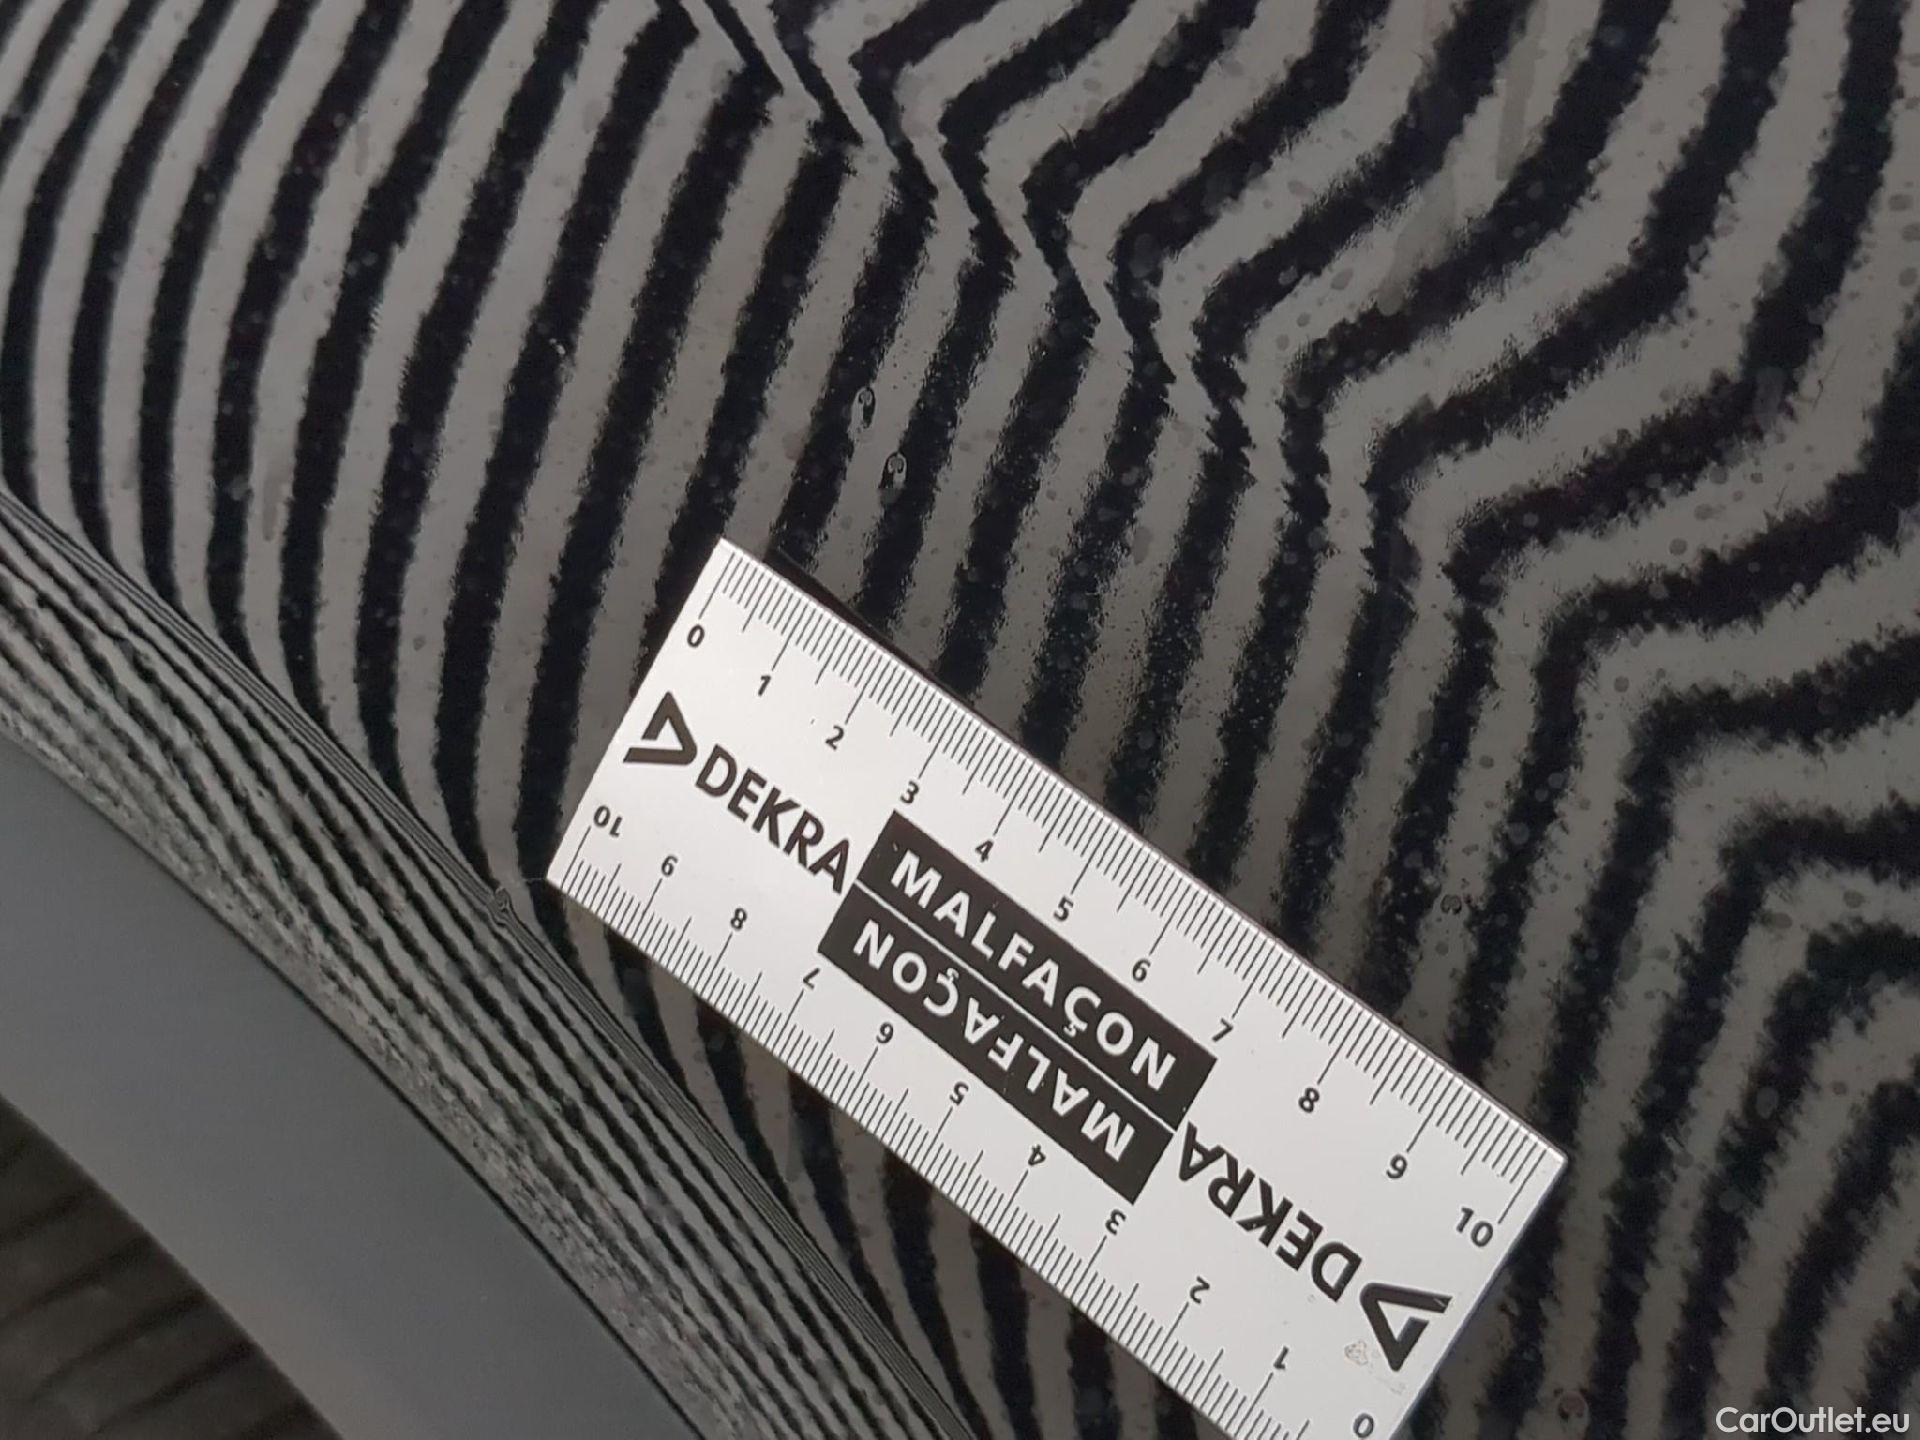 0 1 2 3 4 5 6 7 8 9 10
DEKRA
MALFAÇON
MALFAÇON
DEKRA
10 9 8 7 6 5 4 3 2 1 0
CarOutlet.eu